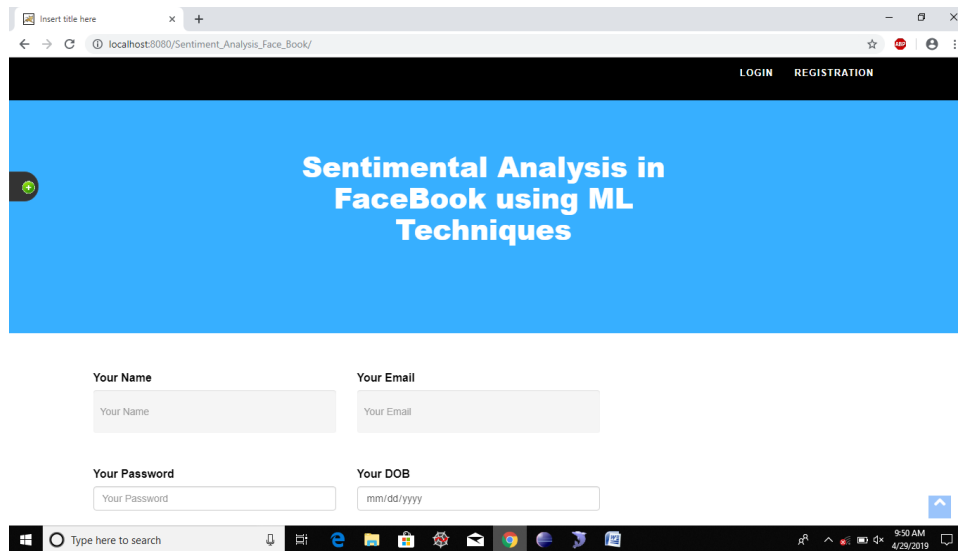 Insert title here
localhost:8080/Sentiment_Analysis_Face_Book/
ABP
LOGIN REGISTRATION
Sentimental Analysis in
FaceBook using ML
Techniques
Your Name Your Email
Your Name Your Email
Your Password Your DOB
Your Password mm/dd/yyyy
Type here to search
9:50 AM
4/29/2019